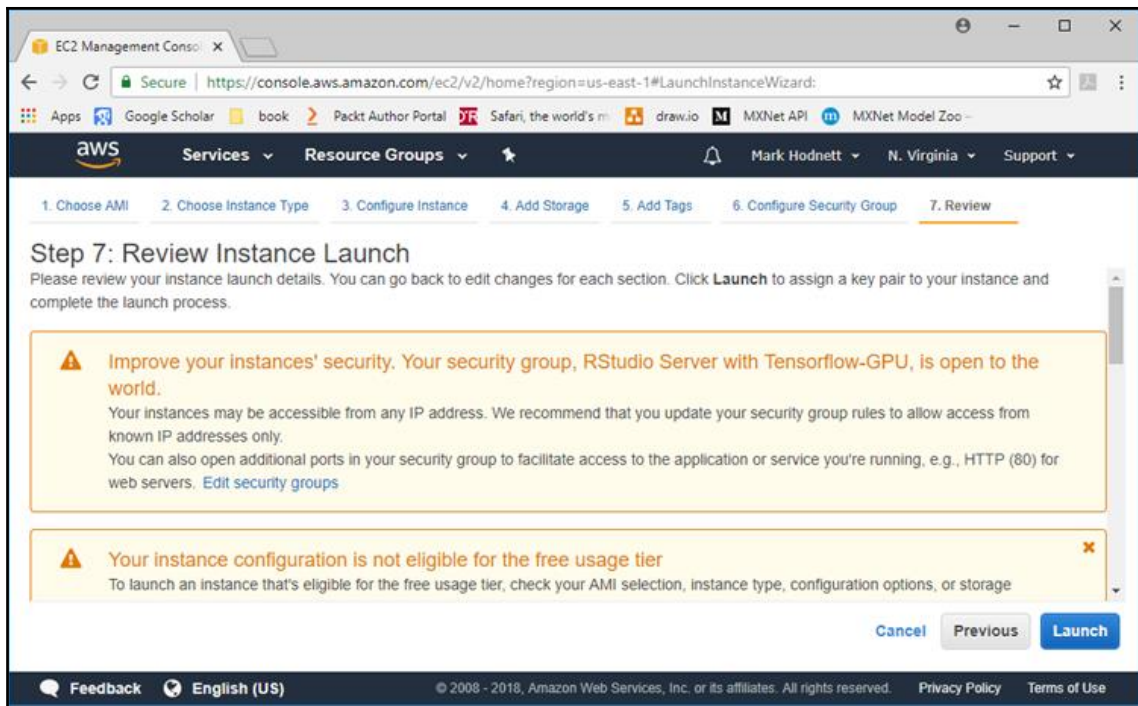 EC2 Management Consol
Secure | https://console.aws.amazon.com/ec2/v2/home?region=us-east-1#LaunchInstanceWizard:
Apps Google Scholar book Packt Author Portal Safari, the world's m draw.io M MXNet API m MXNet Model Zoo –
aws Services Resource Groups Mark Hodnett N. Virginia Support
1. Choose AMI 2. Choose Instance Type 3. Configure Instance 4. Add Storage 5. Add Tags 6. Configure Security Group 7. Review
Step 7: Review Instance Launch
Please review your instance launch details. You can go back to edit changes for each section. Click Launch to assign a key pair to your instance and
complete the launch process.
Improve your instances' security. Your security group, RStudio Server with Tensorflow-GPU, is open to the
world.
Your instances may be accessible from any IP address. We recommend that you update your security group rules to allow access from
known IP addresses only.
You can also open additional ports in your security group to facilitate access to the application or service you're running, e.g., HTTP (80) for
web servers. Edit security groups
Your instance configuration is not eligible for the free usage tier
To launch an instance that's eligible for the free usage tier, check your AMI selection, instance type, configuration options, or storage
Cancel Previous Launch
Feedback English (US) © 2008 - 2018, Amazon Web Services, Inc. or its affiliates. All rights reserved. Privacy Policy Terms of Use